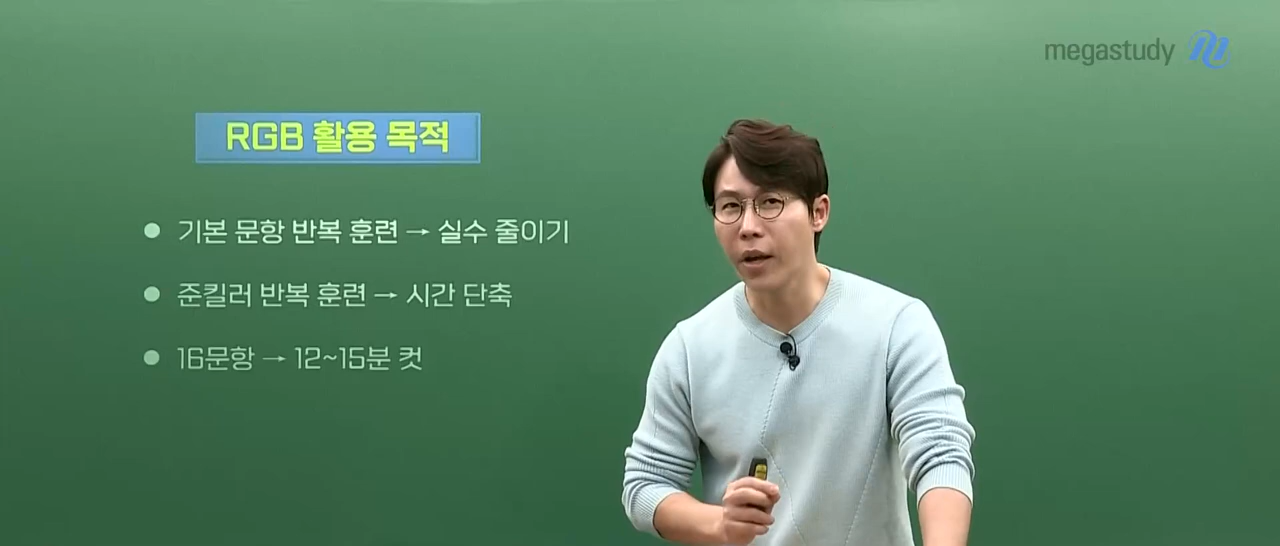 megastudy
RGB 활용 목적
기본 문항 반복 훈련 → 실수 줄이기
준킬러 반복 훈련 → 시간 단축
16문항 → 12~15분 컷